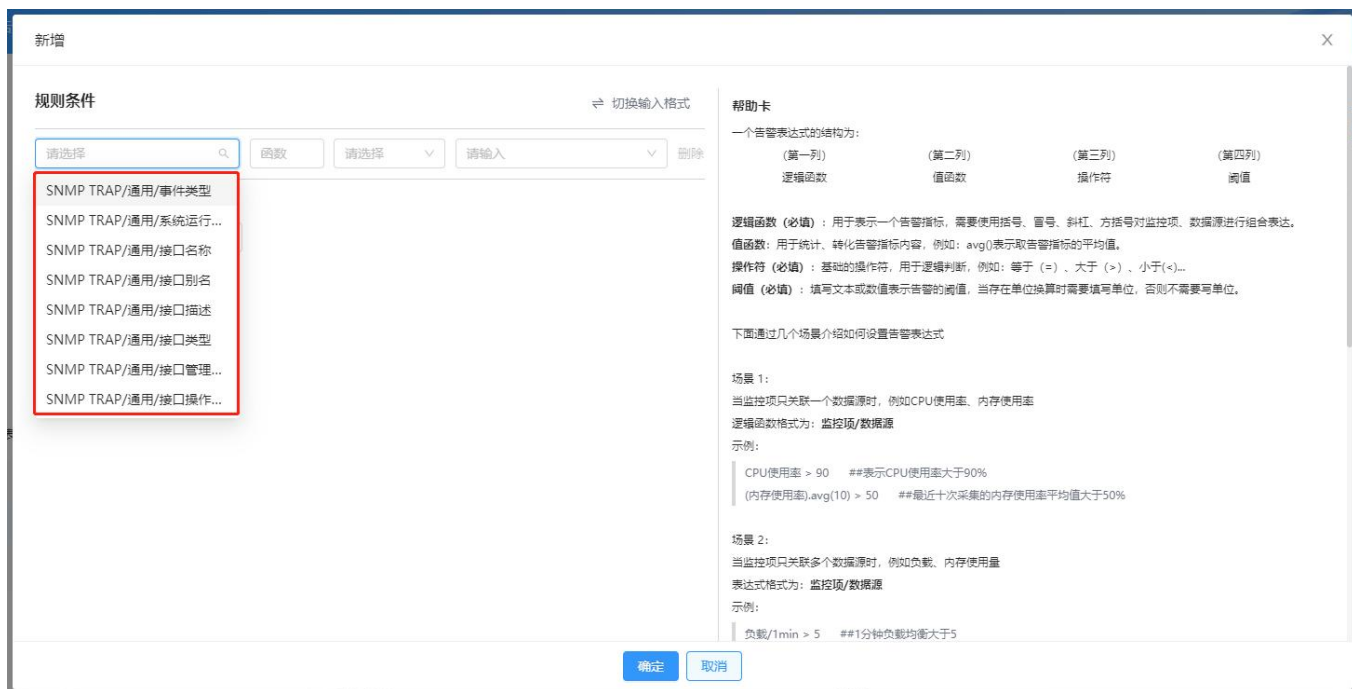 新增
规则条件
切换输入格式
请选择
函数
请选择
请输入
删除
SNMP TRAP/通用/事件类型
SNMP TRAP/通用/系统运行...
SNMP TRAP/通用/接口名称
SNMP TRAP/通用/接口别名
SNMP TRAP/通用/接口描述
SNMP TRAP/通用/接口类型
SNMP TRAP/通用/接口管理...
SNMP TRAP/通用/接口操作...
帮助卡
一个告警表达式的结构为：
(第一列) (第二列) (第三列) (第四列)
逻辑函数 值函数 操作符 阈值
逻辑函数（必填）：用于表示一个告警指标，需要使用括号、冒号、斜杠、方括号对监控项、数据源进行组合表达。
值函数：用于统计、转化告警指标内容，例如：avg()表示取告警指标的平均值。
操作符（必填）：基础的操作符，用于逻辑判断，例如：等于（=）、大于（>）、小于(<)...
阈值（必填）：填写文本或数值表示告警的阈值，当存在单位换算时需要填写单位，否则不需要写单位。
下面通过几个场景介绍如何设置告警表达式
场景 1：
当监控项只关联一个数据源时，例如CPU使用率、内存使用率
逻辑函数格式为：监控项/数据源
示例：
CPU使用率 > 90 ##表示CPU使用率大于90%
(内存使用率).avg(10) > 50 ##最近十次采集的内存使用率平均值大于50%
场景 2：
当监控项只关联多个数据源时，例如负载、内存使用量
表达式格式为：监控项/数据源
示例：
负载/1min > 5 ##1分钟负载均衡大于5
确定
取消